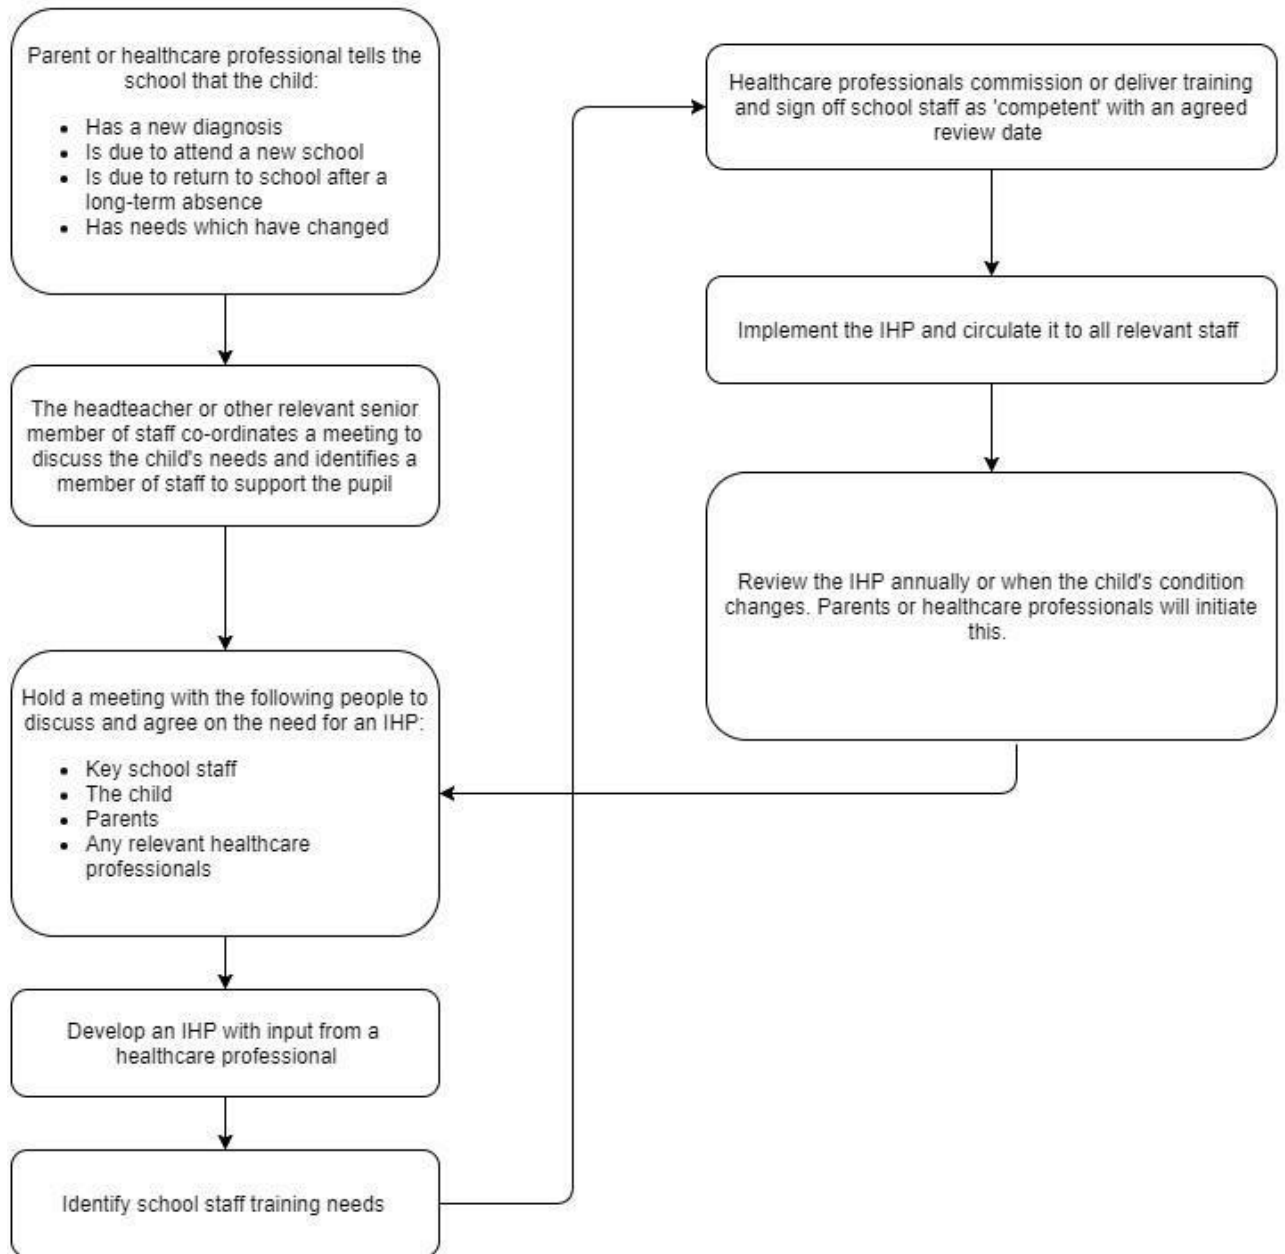 Parent or healthcare professional tells the
school that the child:
• Has a new diagnosis
• Is due to attend a new school
• Is due to return to school after a
long-term absence
• Has needs which have changed
The headteacher or other relevant senior
member of staff co-ordinates a meeting to
discuss the child's needs and identifies a
member of staff to support the pupil
Hold a meeting with the following people to
discuss and agree on the need for an IHP:
• Key school staff
• The child
• Parents
• Any relevant healthcare
professionals
Develop an IHP with input from a
healthcare professional
Identify school staff training needs
Healthcare professionals commission or deliver training
and sign off school staff as 'competent' with an agreed
review date
Implement the IHP and circulate it to all relevant staff
Review the IHP annually or when the child's condition
changes. Parents or healthcare professionals will initiate
this.